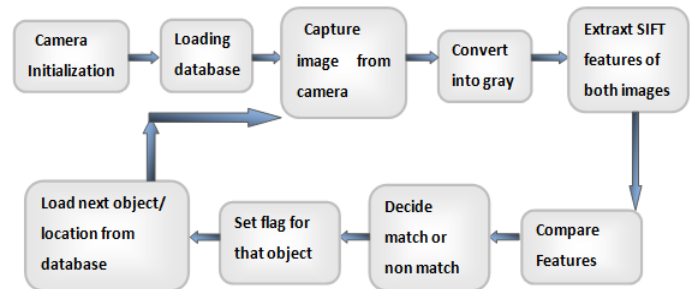 Camera
Initialization
Loading
database
Capture
image from
camera
Convert
into gray
Extraxt SIFT
features of
both images
Compare
Features
Decide
match or
non match
Set flag for
that object
Load next object/
location from
database